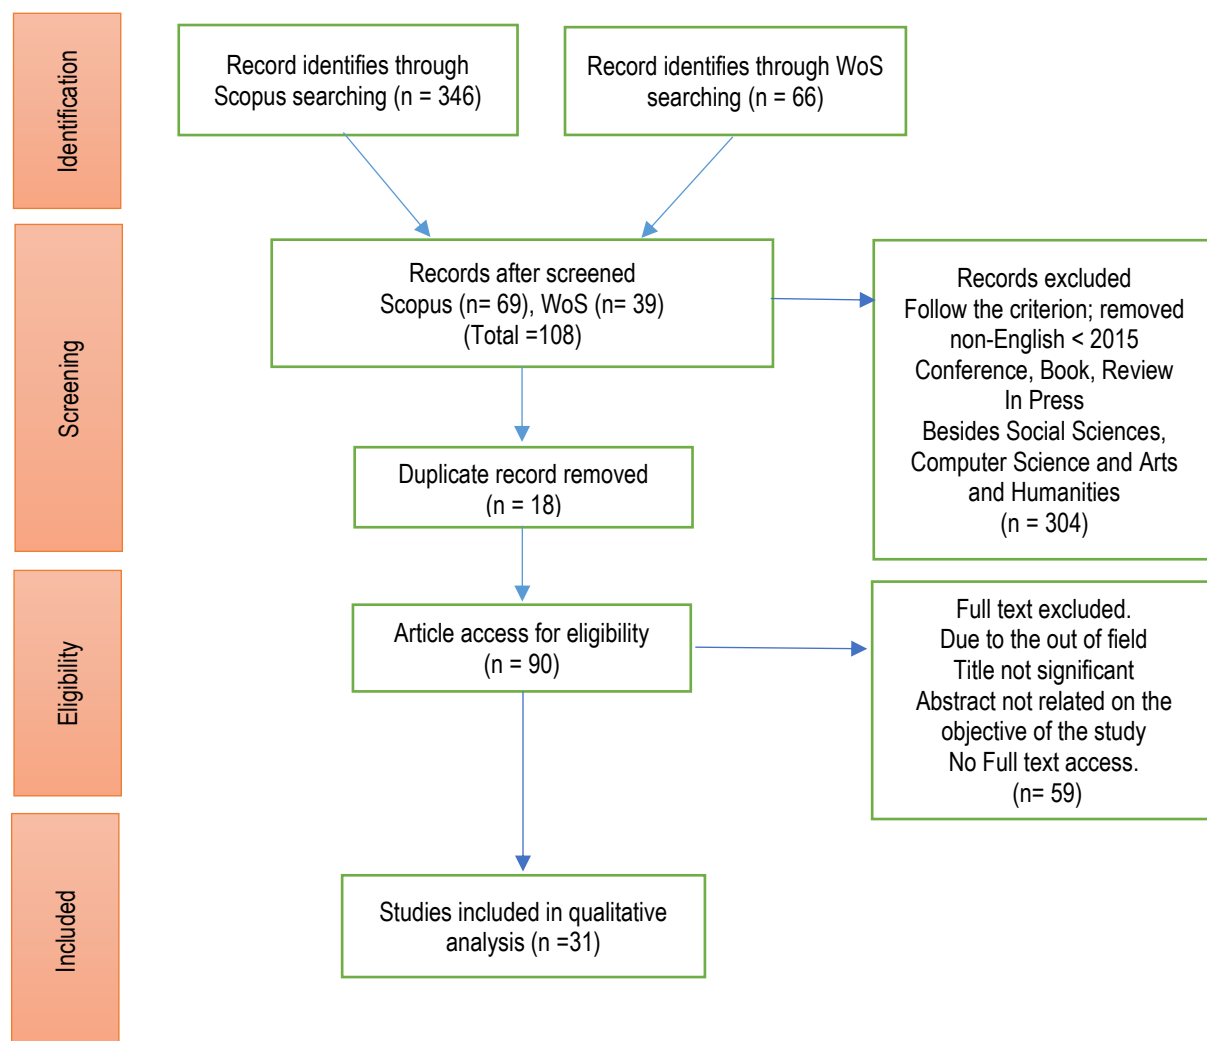 Identification
Record identifies through
Scopus searching (n = 346)
Record identifies through WoS
searching (n = 66)
Screening
Records after screened
Scopus (n= 69), WoS (n= 39)
(Total =108)
Records excluded
Follow the criterion; removed
non-English < 2015
Conference, Book, Review
In Press
Besides Social Sciences,
Computer Science and Arts
and Humanities
(n = 304)
Duplicate record removed
(n = 18)
Eligibility
Article access for eligibility
(n = 90)
Full text excluded.
Due to the out of field
Title not significant
Abstract not related on the
objective of the study
No Full text access.
(n= 59)
Included
Studies included in qualitative
analysis (n =31)